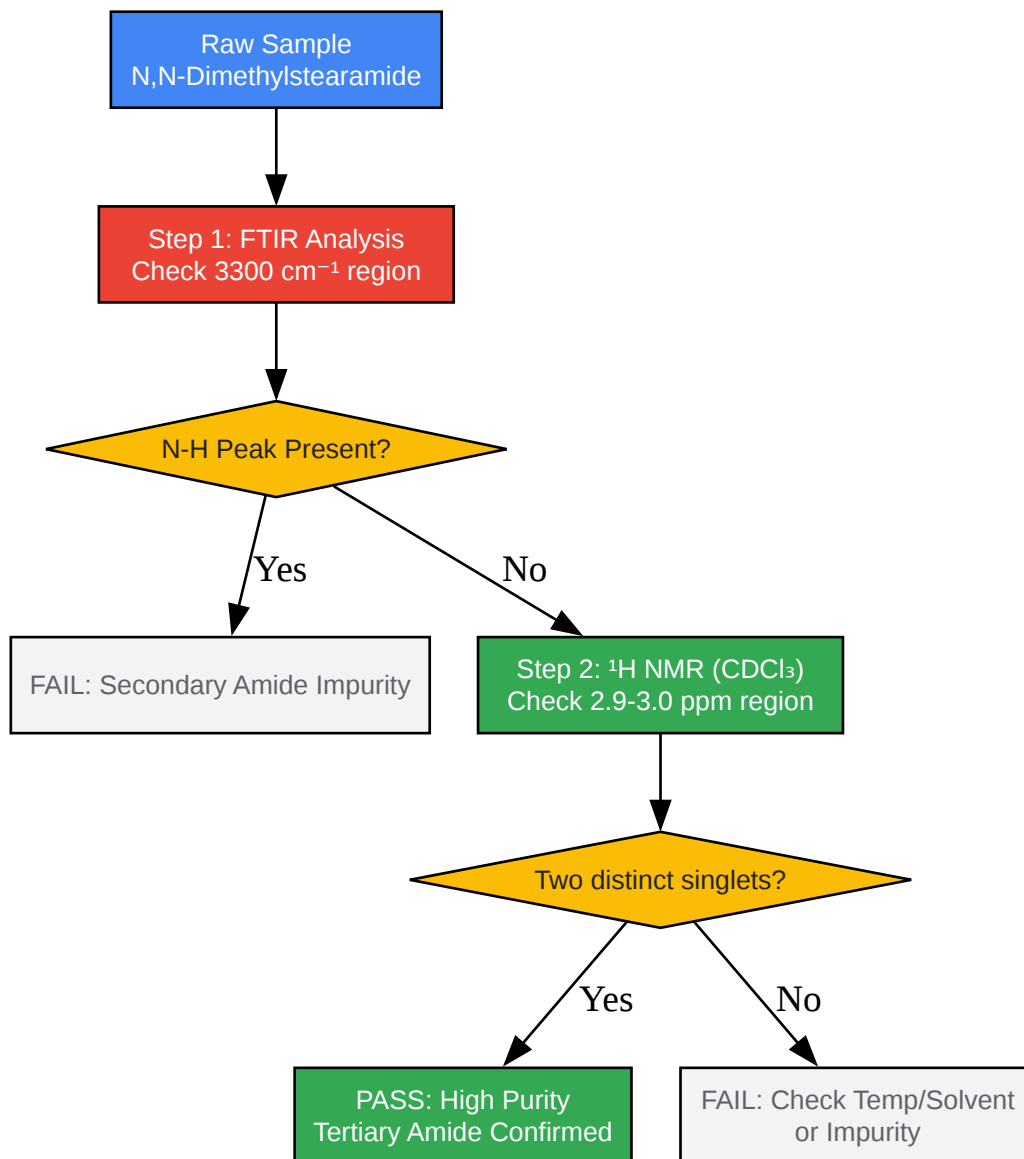 Raw Sample
N,N-Dimethylstearamide
Step 1: FTIR Analysis
Check 3300 cm⁻¹ region
N-H Peak Present?
Yes
No
FAIL: Secondary Amide Impurity
Step 2: ¹H NMR (CDCl₃)
Check 2.9-3.0 ppm region
Two distinct singlets?
Yes
No
PASS: High Purity
Tertiary Amide Confirmed
FAIL: Check Temp/Solvent
or Impurity